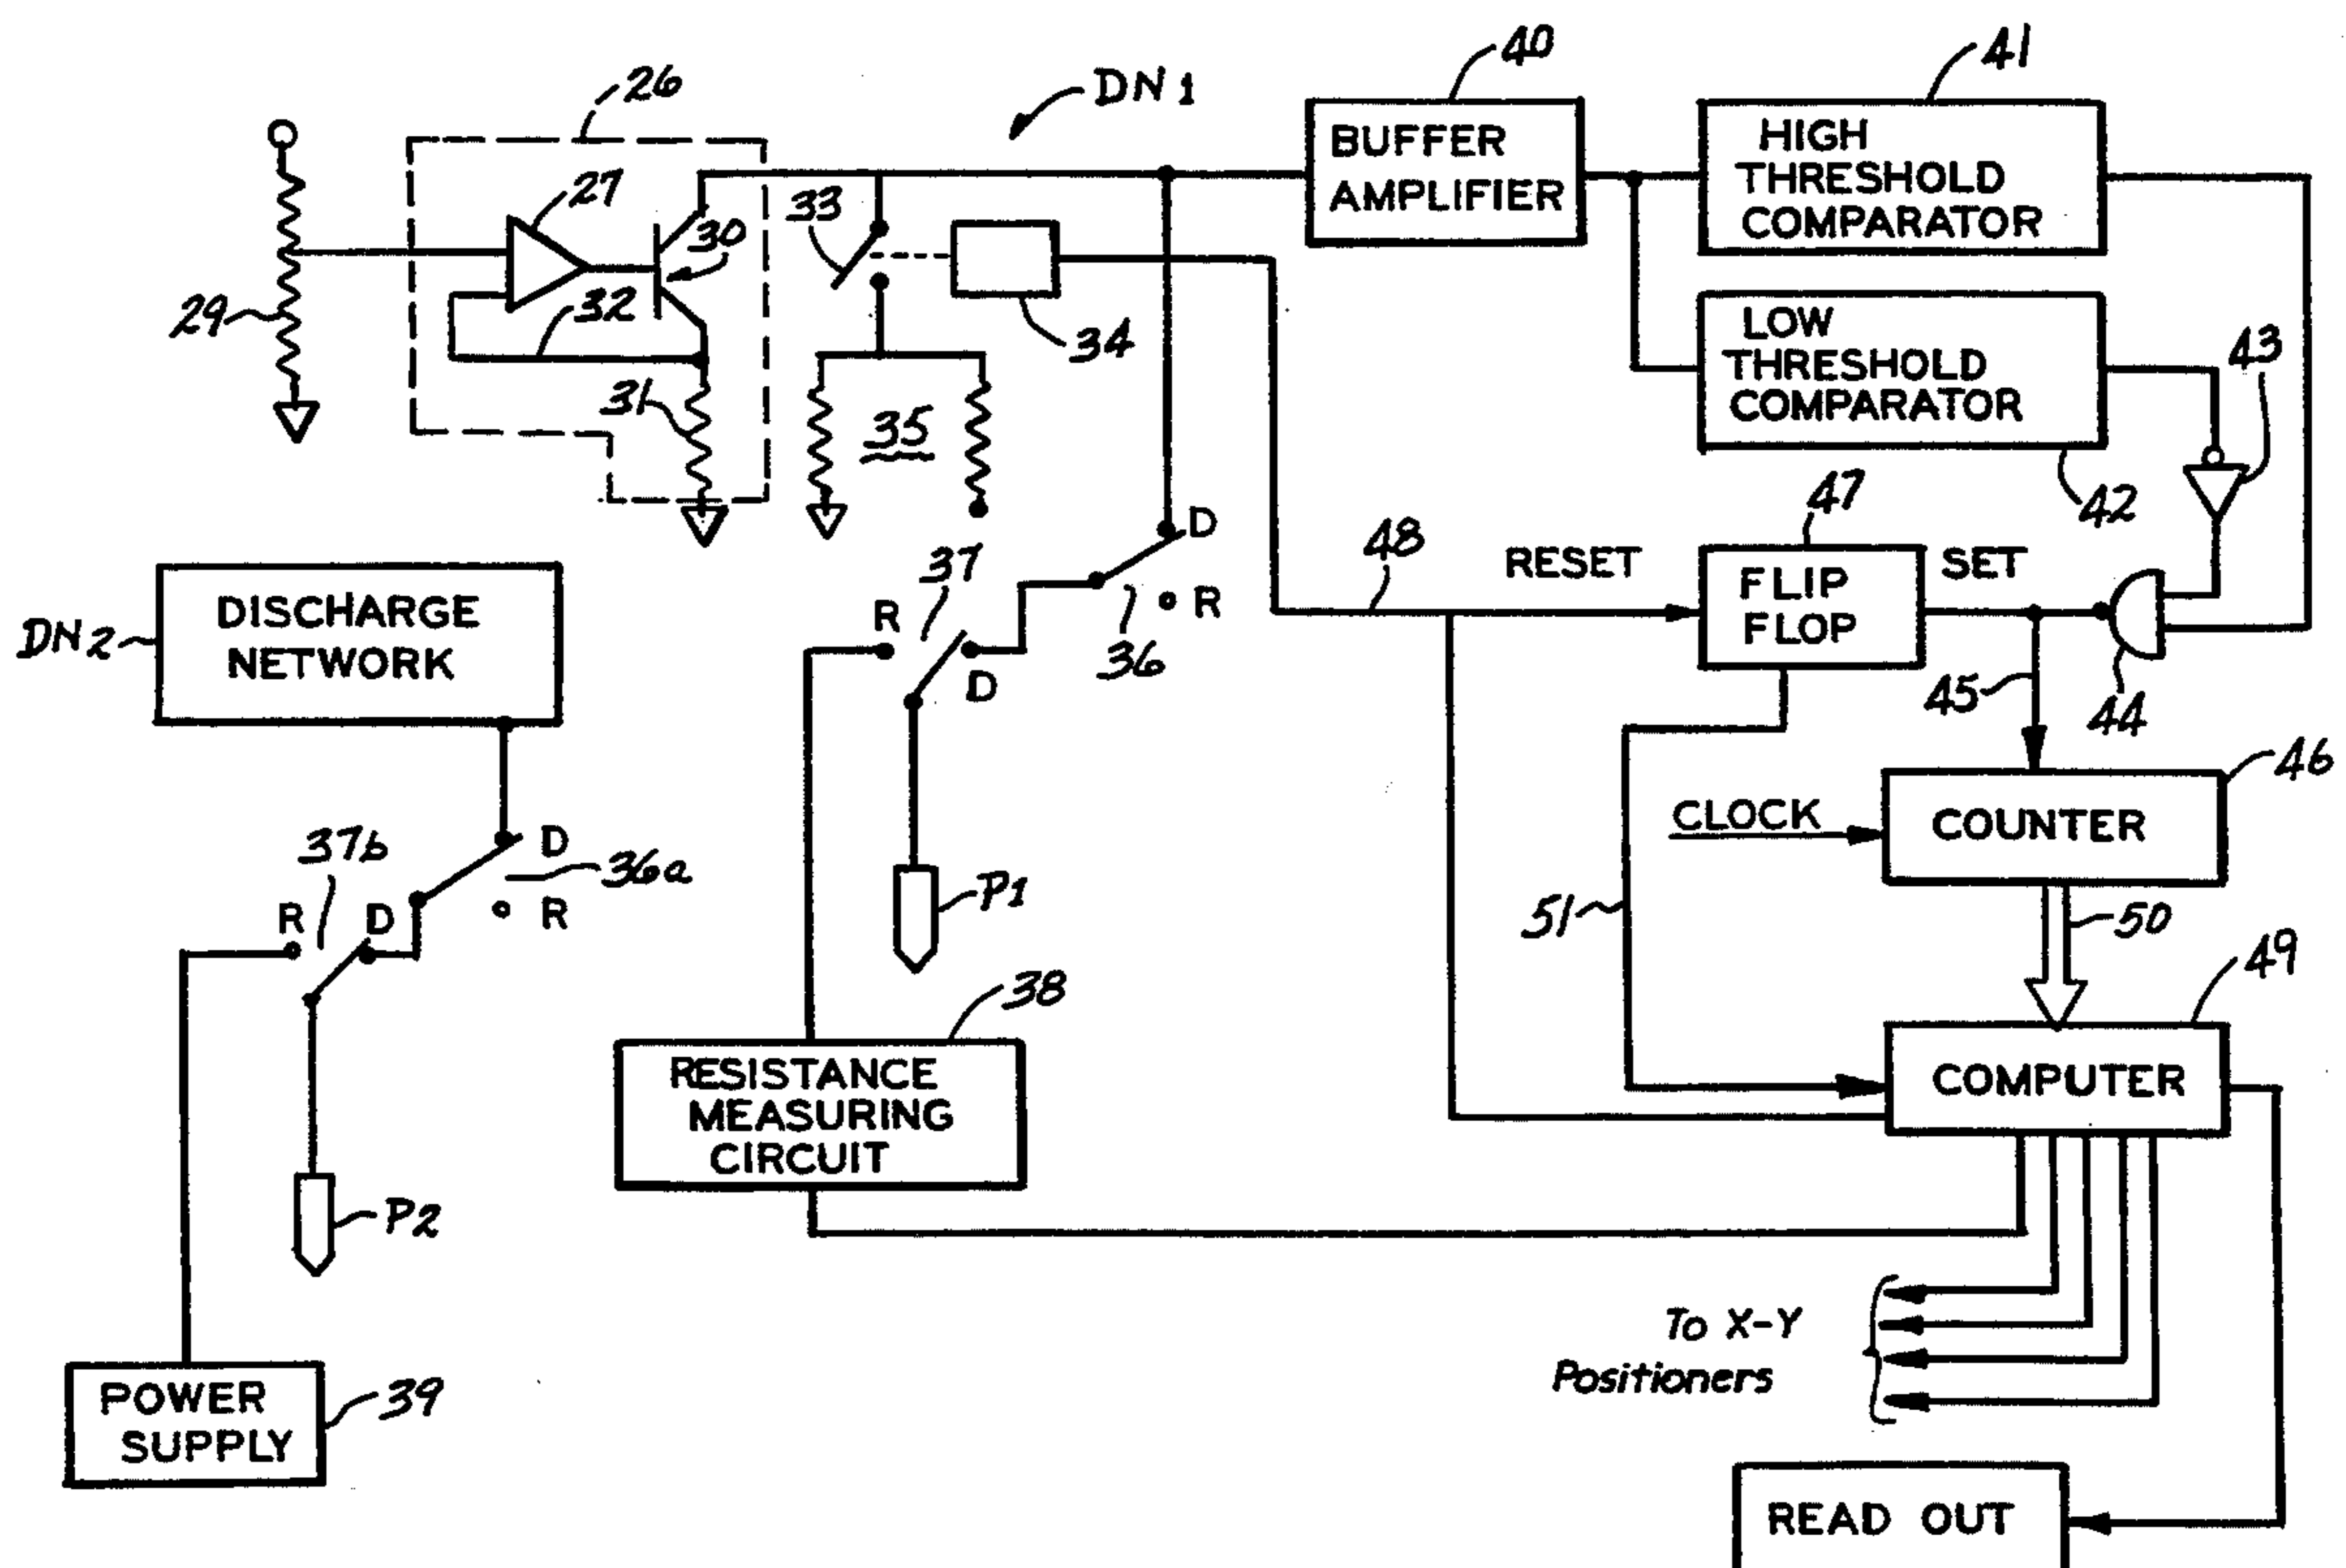 40
41
26
DN1
BUFFER
AMPLIFIER
HIGH
THRESHOLD
COMPARATOR
27
33
30
29
32
34
LOW
THRESHOLD
COMPARATOR
43
31
35
42
47
D
37
48
RESET
FLIP
FLOP
SET
DISCHARGE
NETWORK
DN2
R
36
R
D
45
44
46
CLOCK
COUNTER
37b
D
36a
P1
R
D
R
51
50
49
38
COMPUTER
RESISTANCE
MEASURING
CIRCUIT
P2
To X-Y
Positioners
POWER
SUPPLY
39
READ OUT